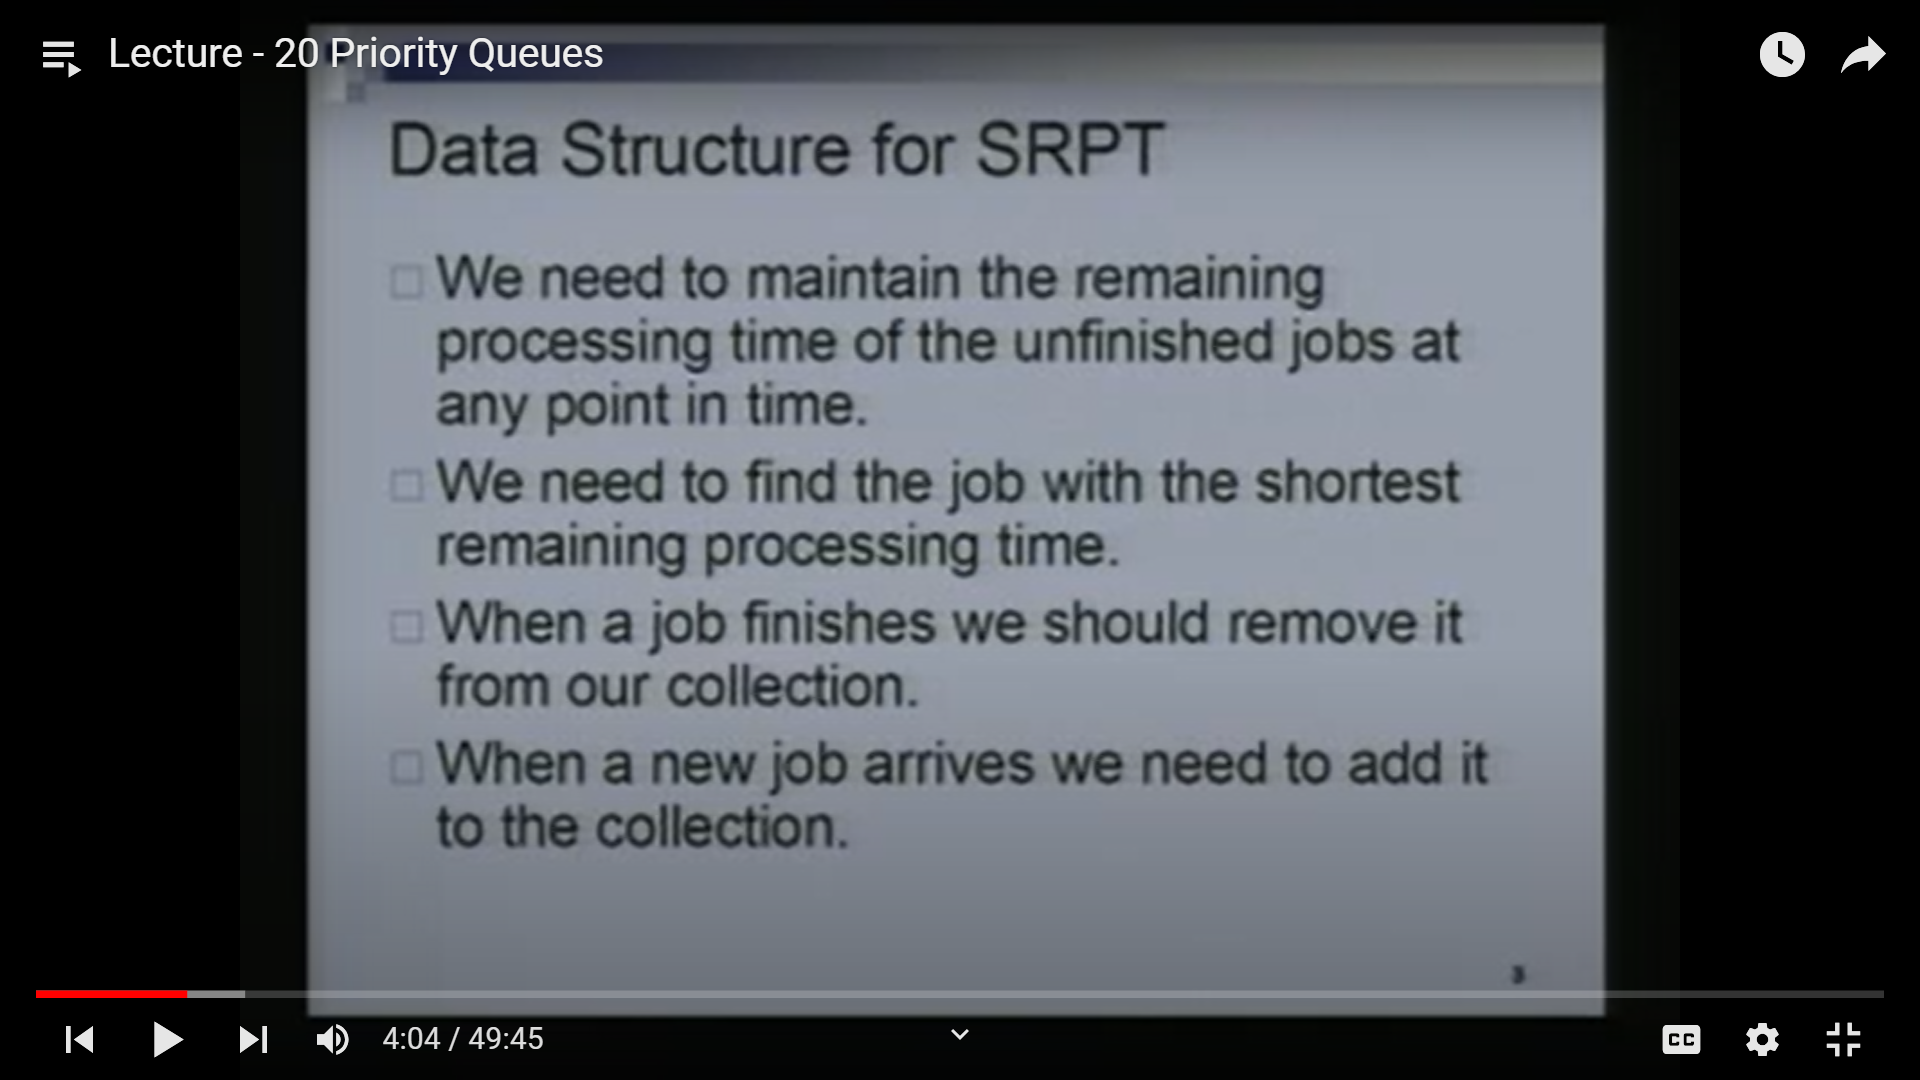 Lecture - 20 Priority Queues
Data Structure for SRPT
We need to maintain the remaining
processing time of the unfinished jobs at
any point in time.
We need to find the job with the shortest
remaining processing time.
When a job finishes we should remove it
from our collection.
When a new job arrives we need to add it
to the collection.
3
4:04 / 49:45
CC